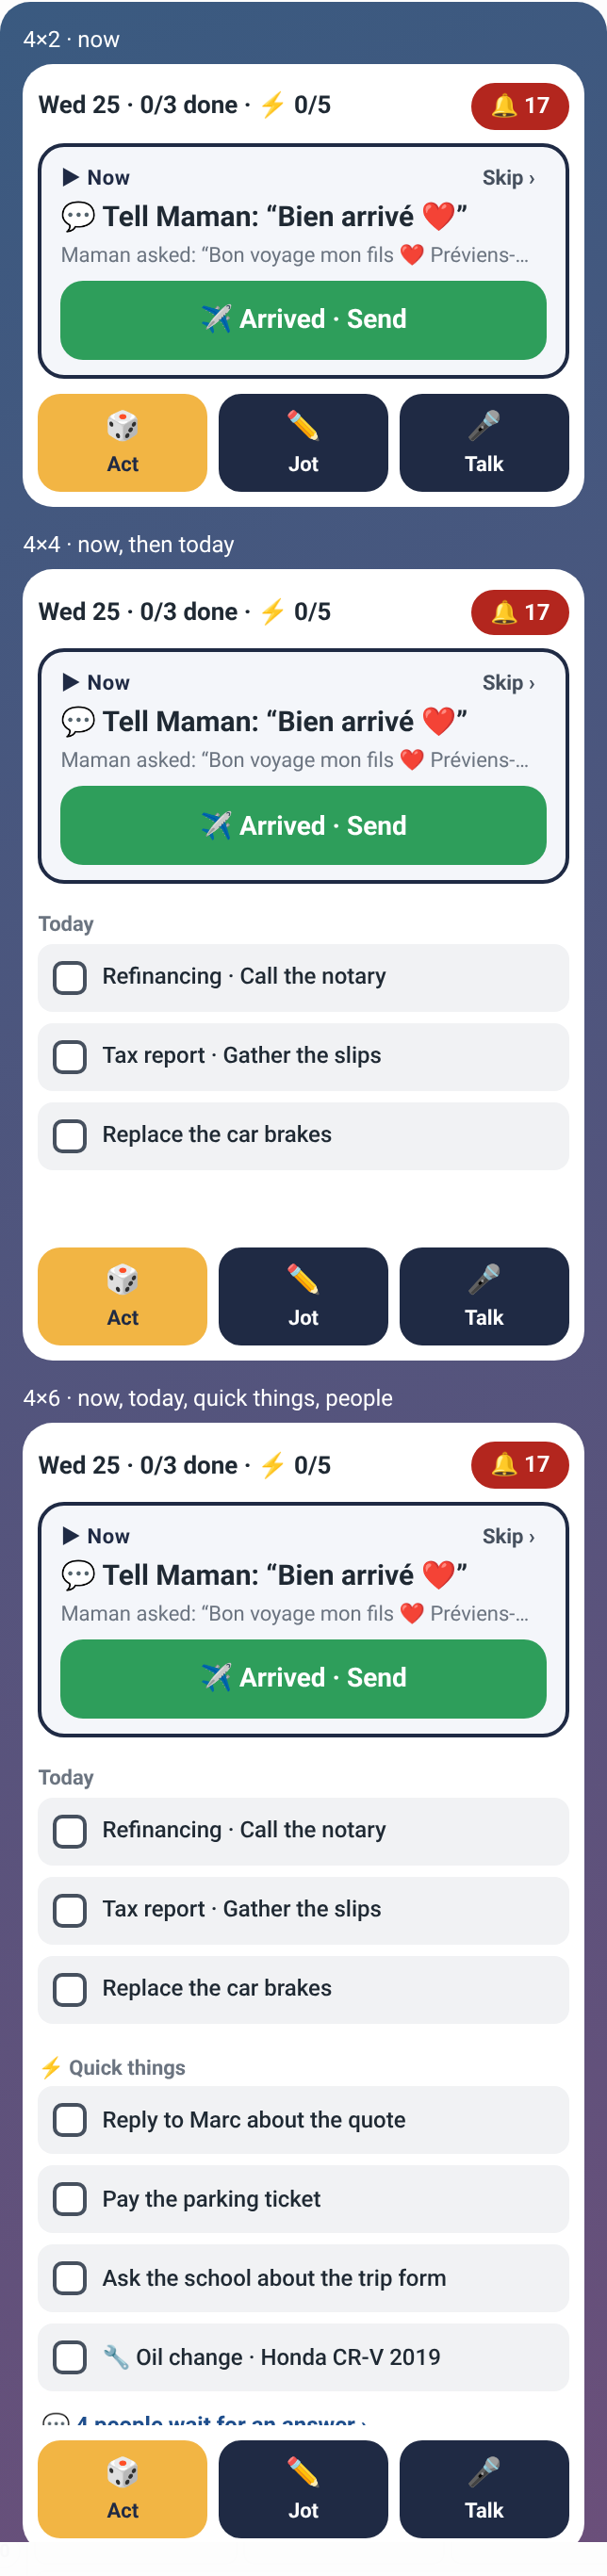 4×2 · now
Wed 25 · 0/3 done · ⚡ 0/5
🔔 17
▶ Now
Skip ›
💬 Tell Maman: “Bien arrivé ❤️”
Maman asked: “Bon voyage mon fils ❤️ Préviens-…
✈️ Arrived · Send
🎲 Act
✏️ Jot
🎤 Talk
4×4 · now, then today
Wed 25 · 0/3 done · ⚡ 0/5
🔔 17
▶ Now
Skip ›
💬 Tell Maman: “Bien arrivé ❤️”
Maman asked: “Bon voyage mon fils ❤️ Préviens-…
✈️ Arrived · Send
Today
Refinancing · Call the notary
Tax report · Gather the slips
Replace the car brakes
🎲 Act
✏️ Jot
🎤 Talk
4×6 · now, today, quick things, people
Wed 25 · 0/3 done · ⚡ 0/5
🔔 17
▶ Now
Skip ›
💬 Tell Maman: “Bien arrivé ❤️”
Maman asked: “Bon voyage mon fils ❤️ Préviens-…
✈️ Arrived · Send
Today
Refinancing · Call the notary
Tax report · Gather the slips
Replace the car brakes
⚡ Quick things
Reply to Marc about the quote
Pay the parking ticket
Ask the school about the trip form
🔧 Oil change · Honda CR-V 2019
💬 4 people wait for an answer ›
🎲 Act
✏️ Jot
🎤 Talk